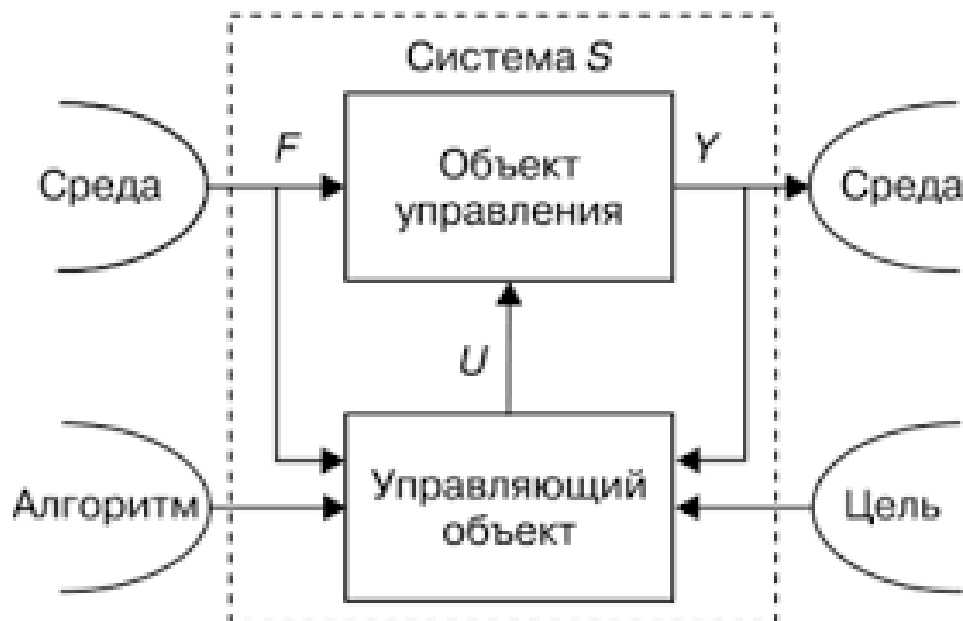 Система S
F
Y
Среда
Объект
управления
Среда
U
Алгоритм
Управляющий
объект
Цель